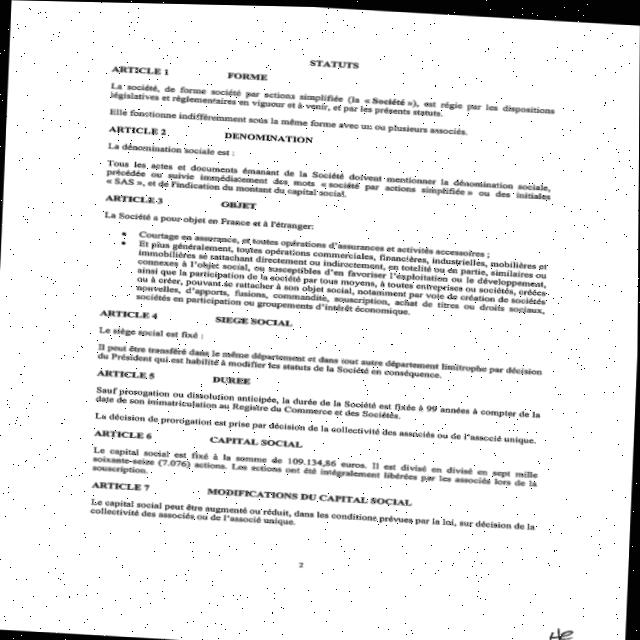 STATUTS
ARTICLE 1 FORME
La société, de forme société par actions simplifiée (la « Société »), est régie par les dispositions
législatives et règlementaires en vigueur et à venir, et par les présents statuts.
Elle fonctionne indifféremment sous la même forme avec un ou plusieurs associés.
ARTICLE 2 DENOMINATION
La dénomination sociale est :
Tous les actes et documents émanant de la Société doivent mentionner la dénomination sociale,
précédée ou suivie immédiatement des mots « société par actions simplifiée » ou des initiales
« SAS », et de l'indication du montant du capital social.
ARTICLE 3 OBJET
La Société a pour objet en France et à l'étranger:
• Courtage en assurance, et toutes opérations d'assurances et activités accessoires ;
• Et plus généralement, toutes opérations commerciales, financières, industrielles, mobilières et
immobilières se rattachant directement ou indirectement, en totalité ou en partie, similaires ou
connexes à l'objet social, ou susceptibles d'en favoriser l'exploitation ou le développement,
ainsi que la participation de la société par tous moyens, à toutes entreprises ou sociétés, créées
ou à créer, pouvant se rattacher à son objet social, notamment par voie de création de sociétés
nouvelles, d'apports, fusions, commandite, souscription, achat de titres ou droits sociaux,
sociétés en participation ou groupements d'intérêt économique.
ARTICLE 4 SIEGE SOCIAL
Le siège social est fixé :
Il peut être transféré dans le même département et dans tout autre département limitrophe par décision
du Président qui est habilité à modifier les statuts de la Société en conséquence.
ARTICLE 5 DUREE
Sauf prorogation ou dissolution anticipée, la durée de la Société est fixée à 99 années à compter de la
date de son immatriculation au Registre du Commerce et des Sociétés.
La décision de prorogation est prise par décision de la collectivité des associés ou de l'associé unique.
ARTICLE 6 CAPITAL SOCIAL
Le capital social est fixé à la somme de 109.134,86 euros. Il est divisé en divisé en sept mille
soixante-seize (7.076) actions. Les actions ont été intégralement libérées par les associés lors de la
souscription.
ARTICLE 7 MODIFICATIONS DU CAPITAL SOCIAL
Le capital social peut être augmenté ou réduit, dans les conditions prévues par la loi, sur décision de la
collectivité des associés ou de l'associé unique.
2